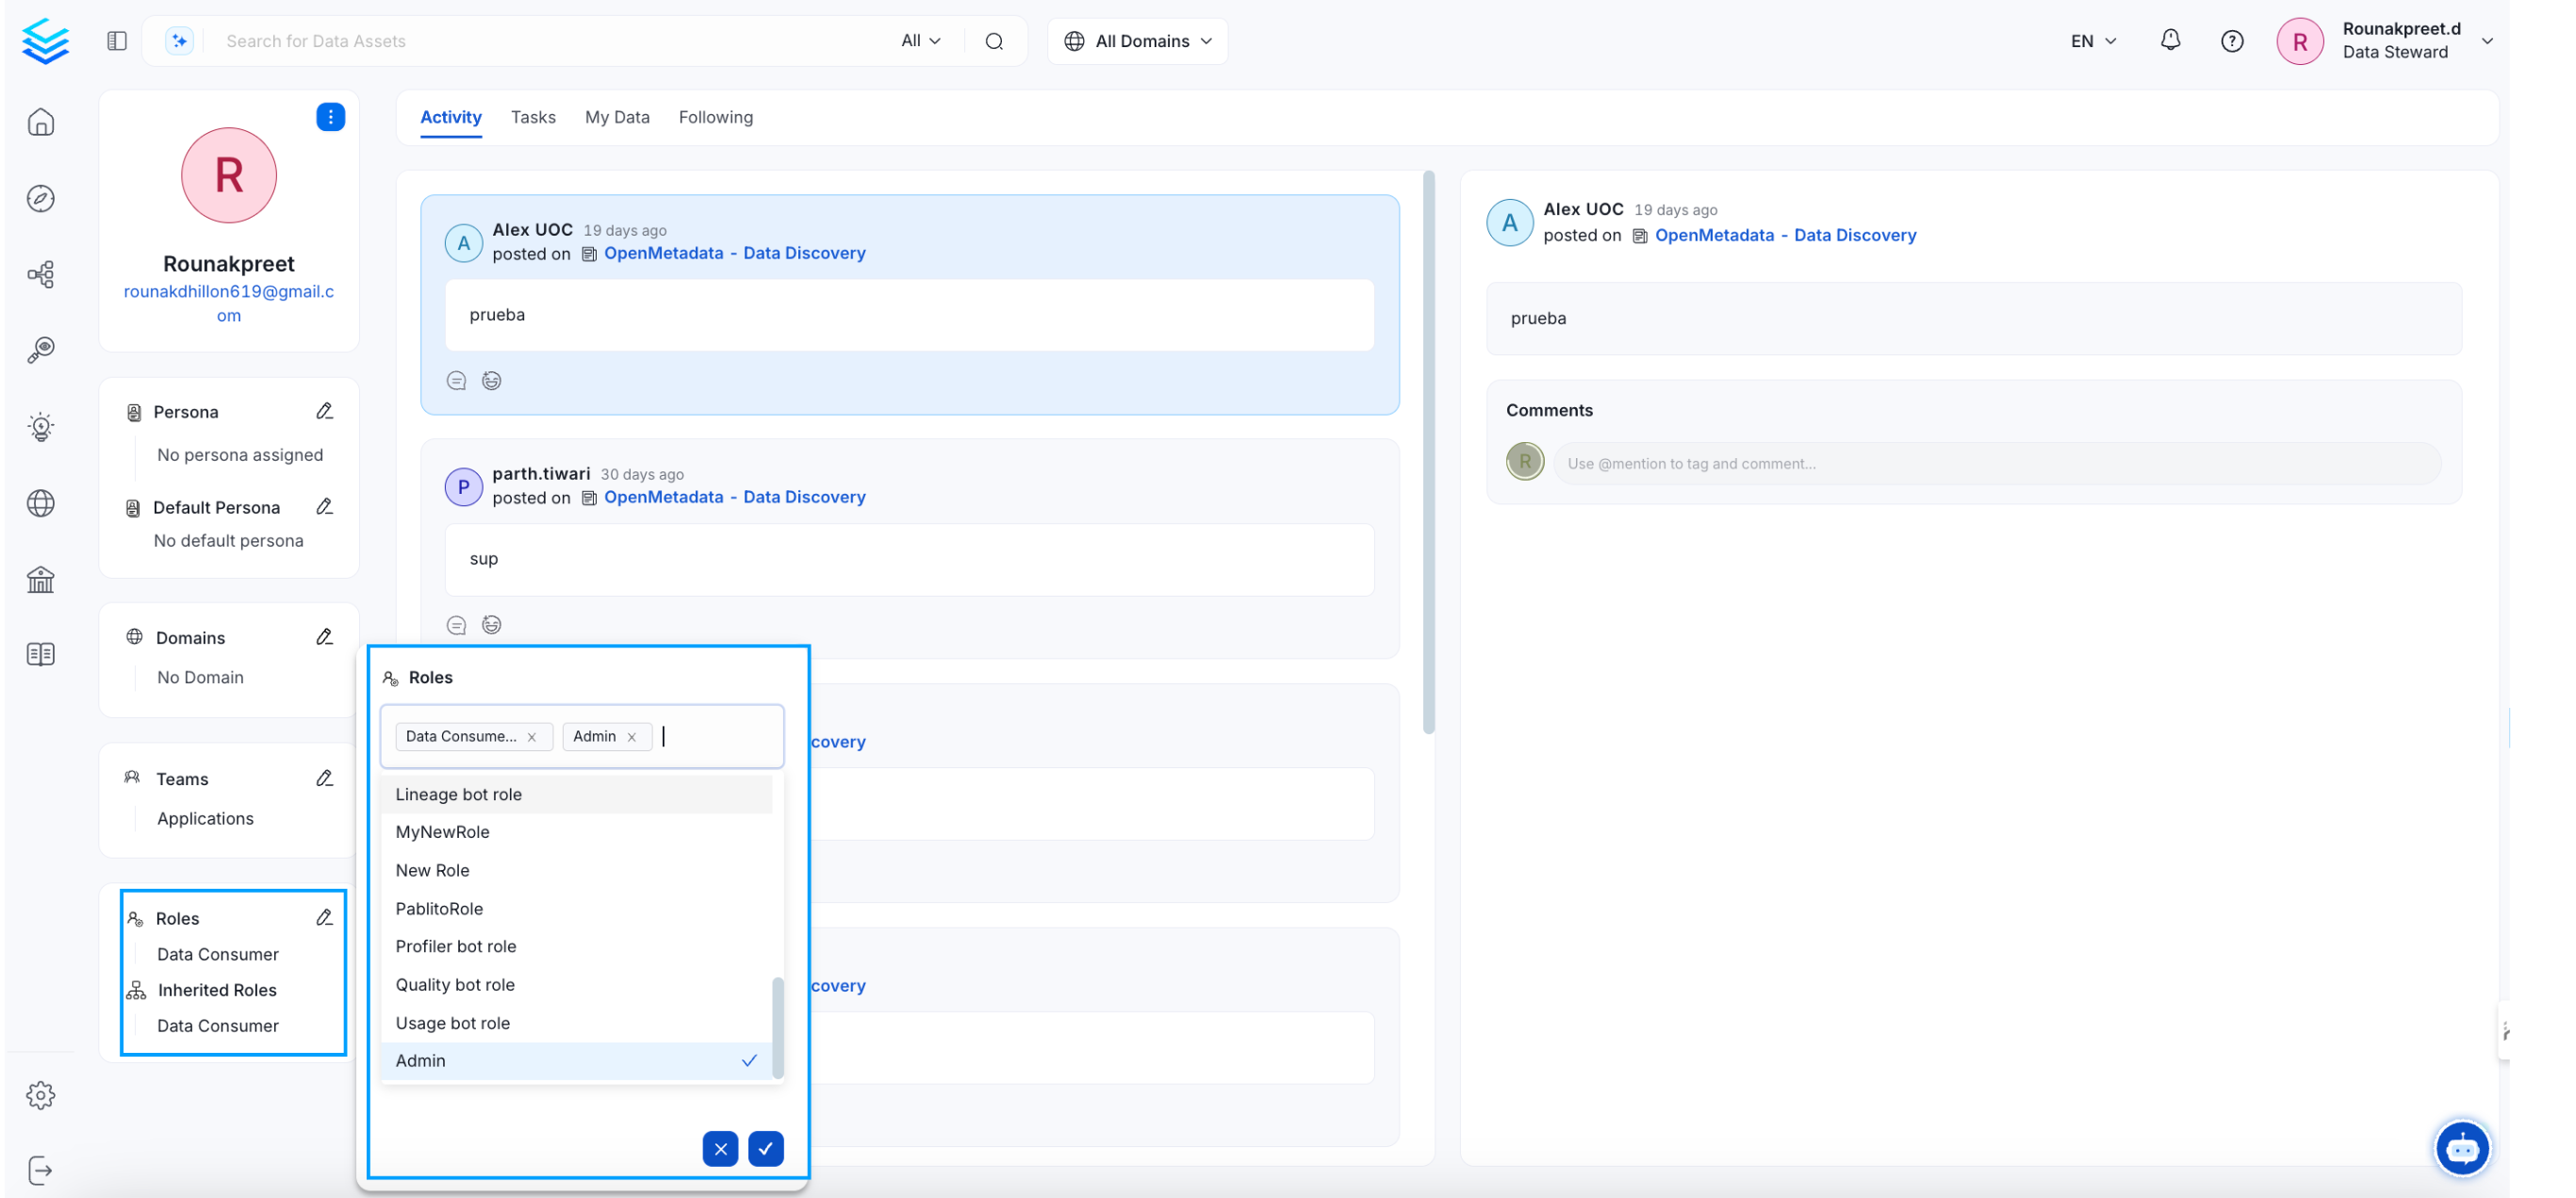 Search for Data Assets
All
All Domains
EN
R
Rounakpreet.d
Data Steward
R
Rounakpreet
rounakdhillon619@gmail.c
om
Persona
No persona assigned
Default Persona
No default persona
Domains
No Domain
Teams
Applications
Roles
Data Consumer
Inherited Roles
Data Consumer
Activity Tasks My Data Following
A
Alex UOC 19 days ago
posted on OpenMetadata - Data Discovery
prueba
P
parth.tiwari 30 days ago
posted on OpenMetadata - Data Discovery
sup
covery
covery
Roles
Data Consume... Admin
Lineage bot role
MyNewRole
New Role
PablitoRole
Profiler bot role
Quality bot role
Usage bot role
Admin
A
Alex UOC 19 days ago
posted on OpenMetadata - Data Discovery
prueba
Comments
R
Use @mention to tag and comment...